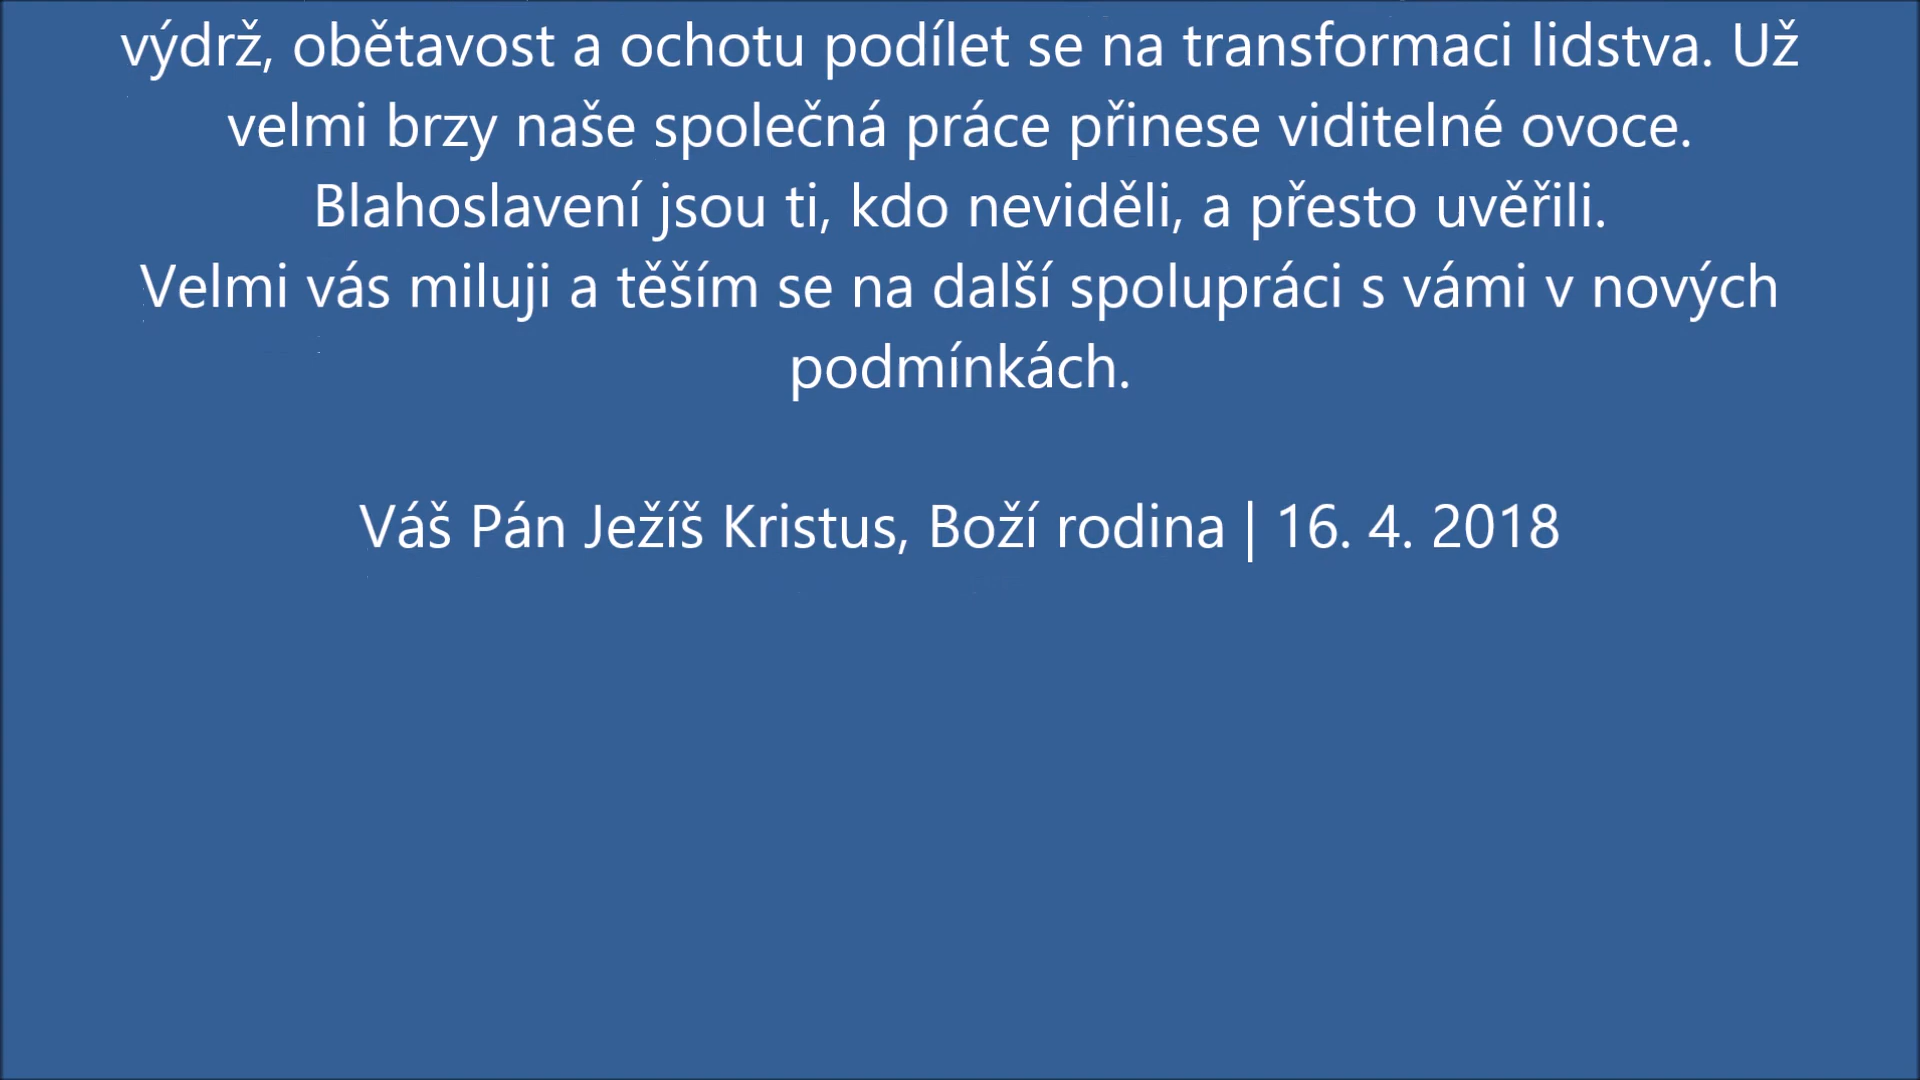 výdrž, obětavost a ochotu podílet se na transformaci lidstva. Už
velmi brzy naše společná práce přinese viditelné ovoce.
Blahoslavení jsou ti, kdo neviděli, a přesto uvěřili.
Velmi vás miluji a těším se na další spolupráci s vámi v nových
podmínkách.
Váš Pán Ježíš Kristus, Boží rodina | 16. 4. 2018